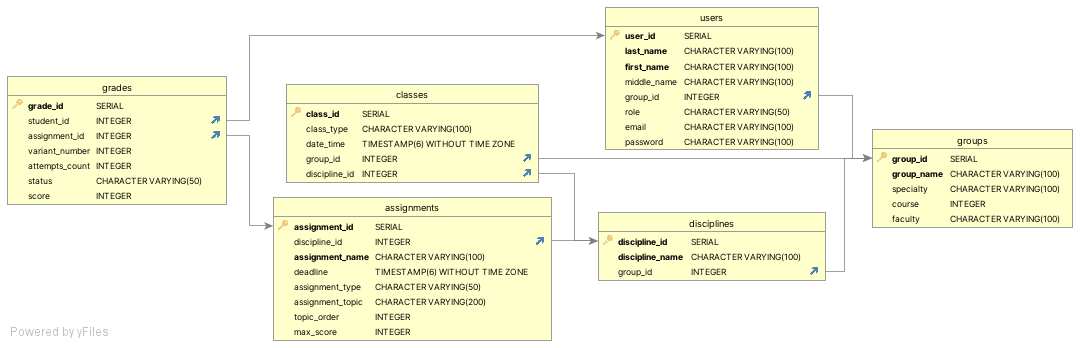 users
user_id SERIAL
last_name CHARACTER VARYING(100)
first_name CHARACTER VARYING(100)
middle_name CHARACTER VARYING(100)
group_id INTEGER
role CHARACTER VARYING(50)
email CHARACTER VARYING(100)
password CHARACTER VARYING(100)
grades
grade_id SERIAL
student_id INTEGER
assignment_id INTEGER
variant_number INTEGER
attempts_count INTEGER
status CHARACTER VARYING(50)
score INTEGER
classes
class_id SERIAL
class_type CHARACTER VARYING(100)
date_time TIMESTAMP(6) WITHOUT TIME ZONE
group_id INTEGER
discipline_id INTEGER
groups
group_id SERIAL
group_name CHARACTER VARYING(100)
specialty CHARACTER VARYING(100)
course INTEGER
faculty CHARACTER VARYING(100)
assignments
assignment_id SERIAL
discipline_id INTEGER
assignment_name CHARACTER VARYING(100)
deadline TIMESTAMP(6) WITHOUT TIME ZONE
assignment_type CHARACTER VARYING(50)
assignment_topic CHARACTER VARYING(200)
topic_order INTEGER
max_score INTEGER
disciplines
discipline_id SERIAL
discipline_name CHARACTER VARYING(100)
group_id INTEGER
Powered by yFiles